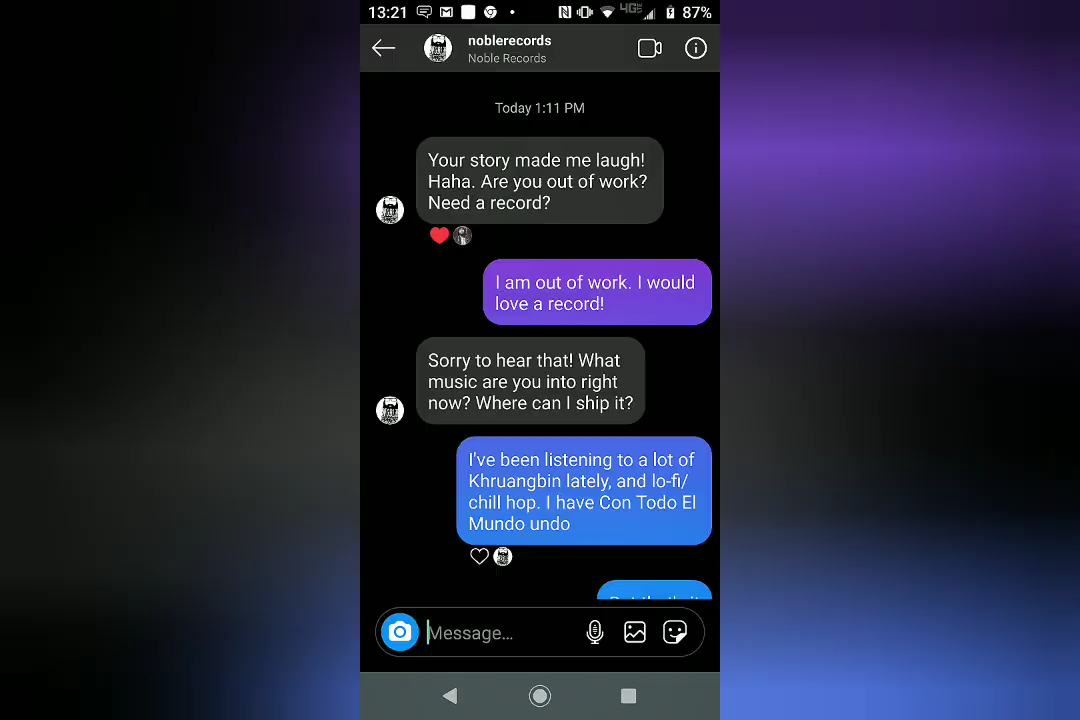 13:21
4G
87%
noblerecords
Noble Records
Today 1:11 PM
Your story made me laugh!
Haha. Are you out of work?
Need a record?
I am out of work. I would
love a record!
Sorry to hear that! What
music are you into right
now? Where can I ship it?
I've been listening to a lot of
Khruangbin lately, and lo-fi/
chill hop. I have Con Todo El
Mundo undo
Message...